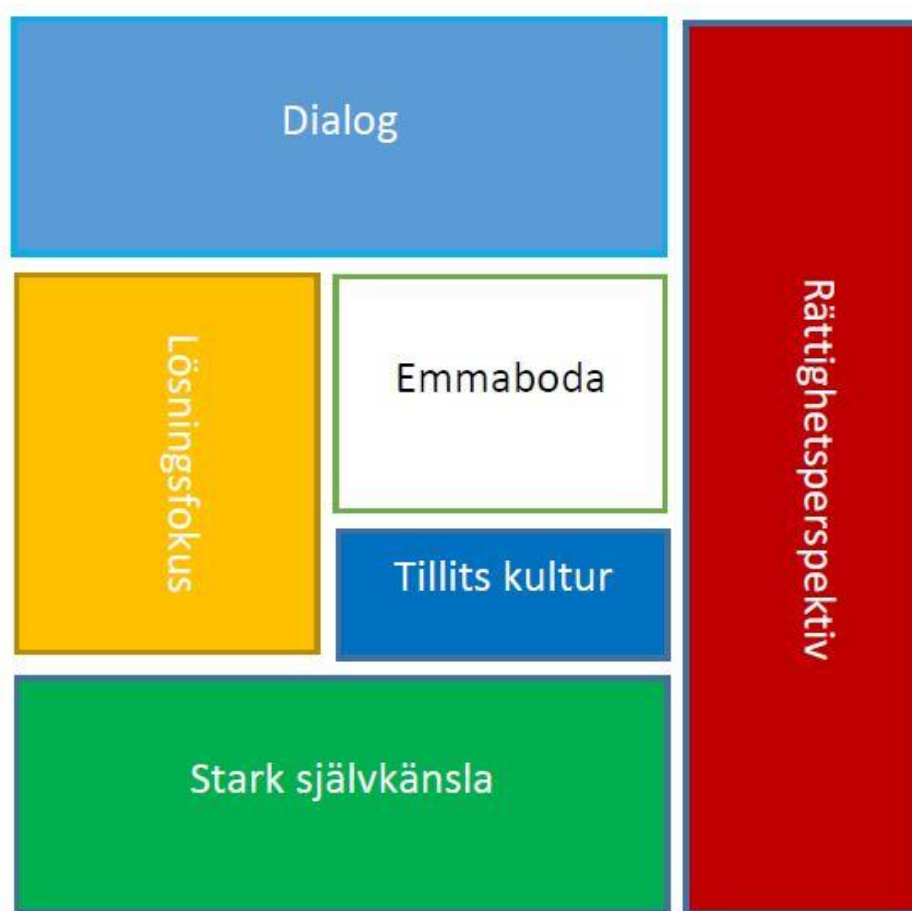 Dialog
Lösningsfokus
Emmaboda
Tillits kultur
Stark självkänsla
Rättighetsperspektiv